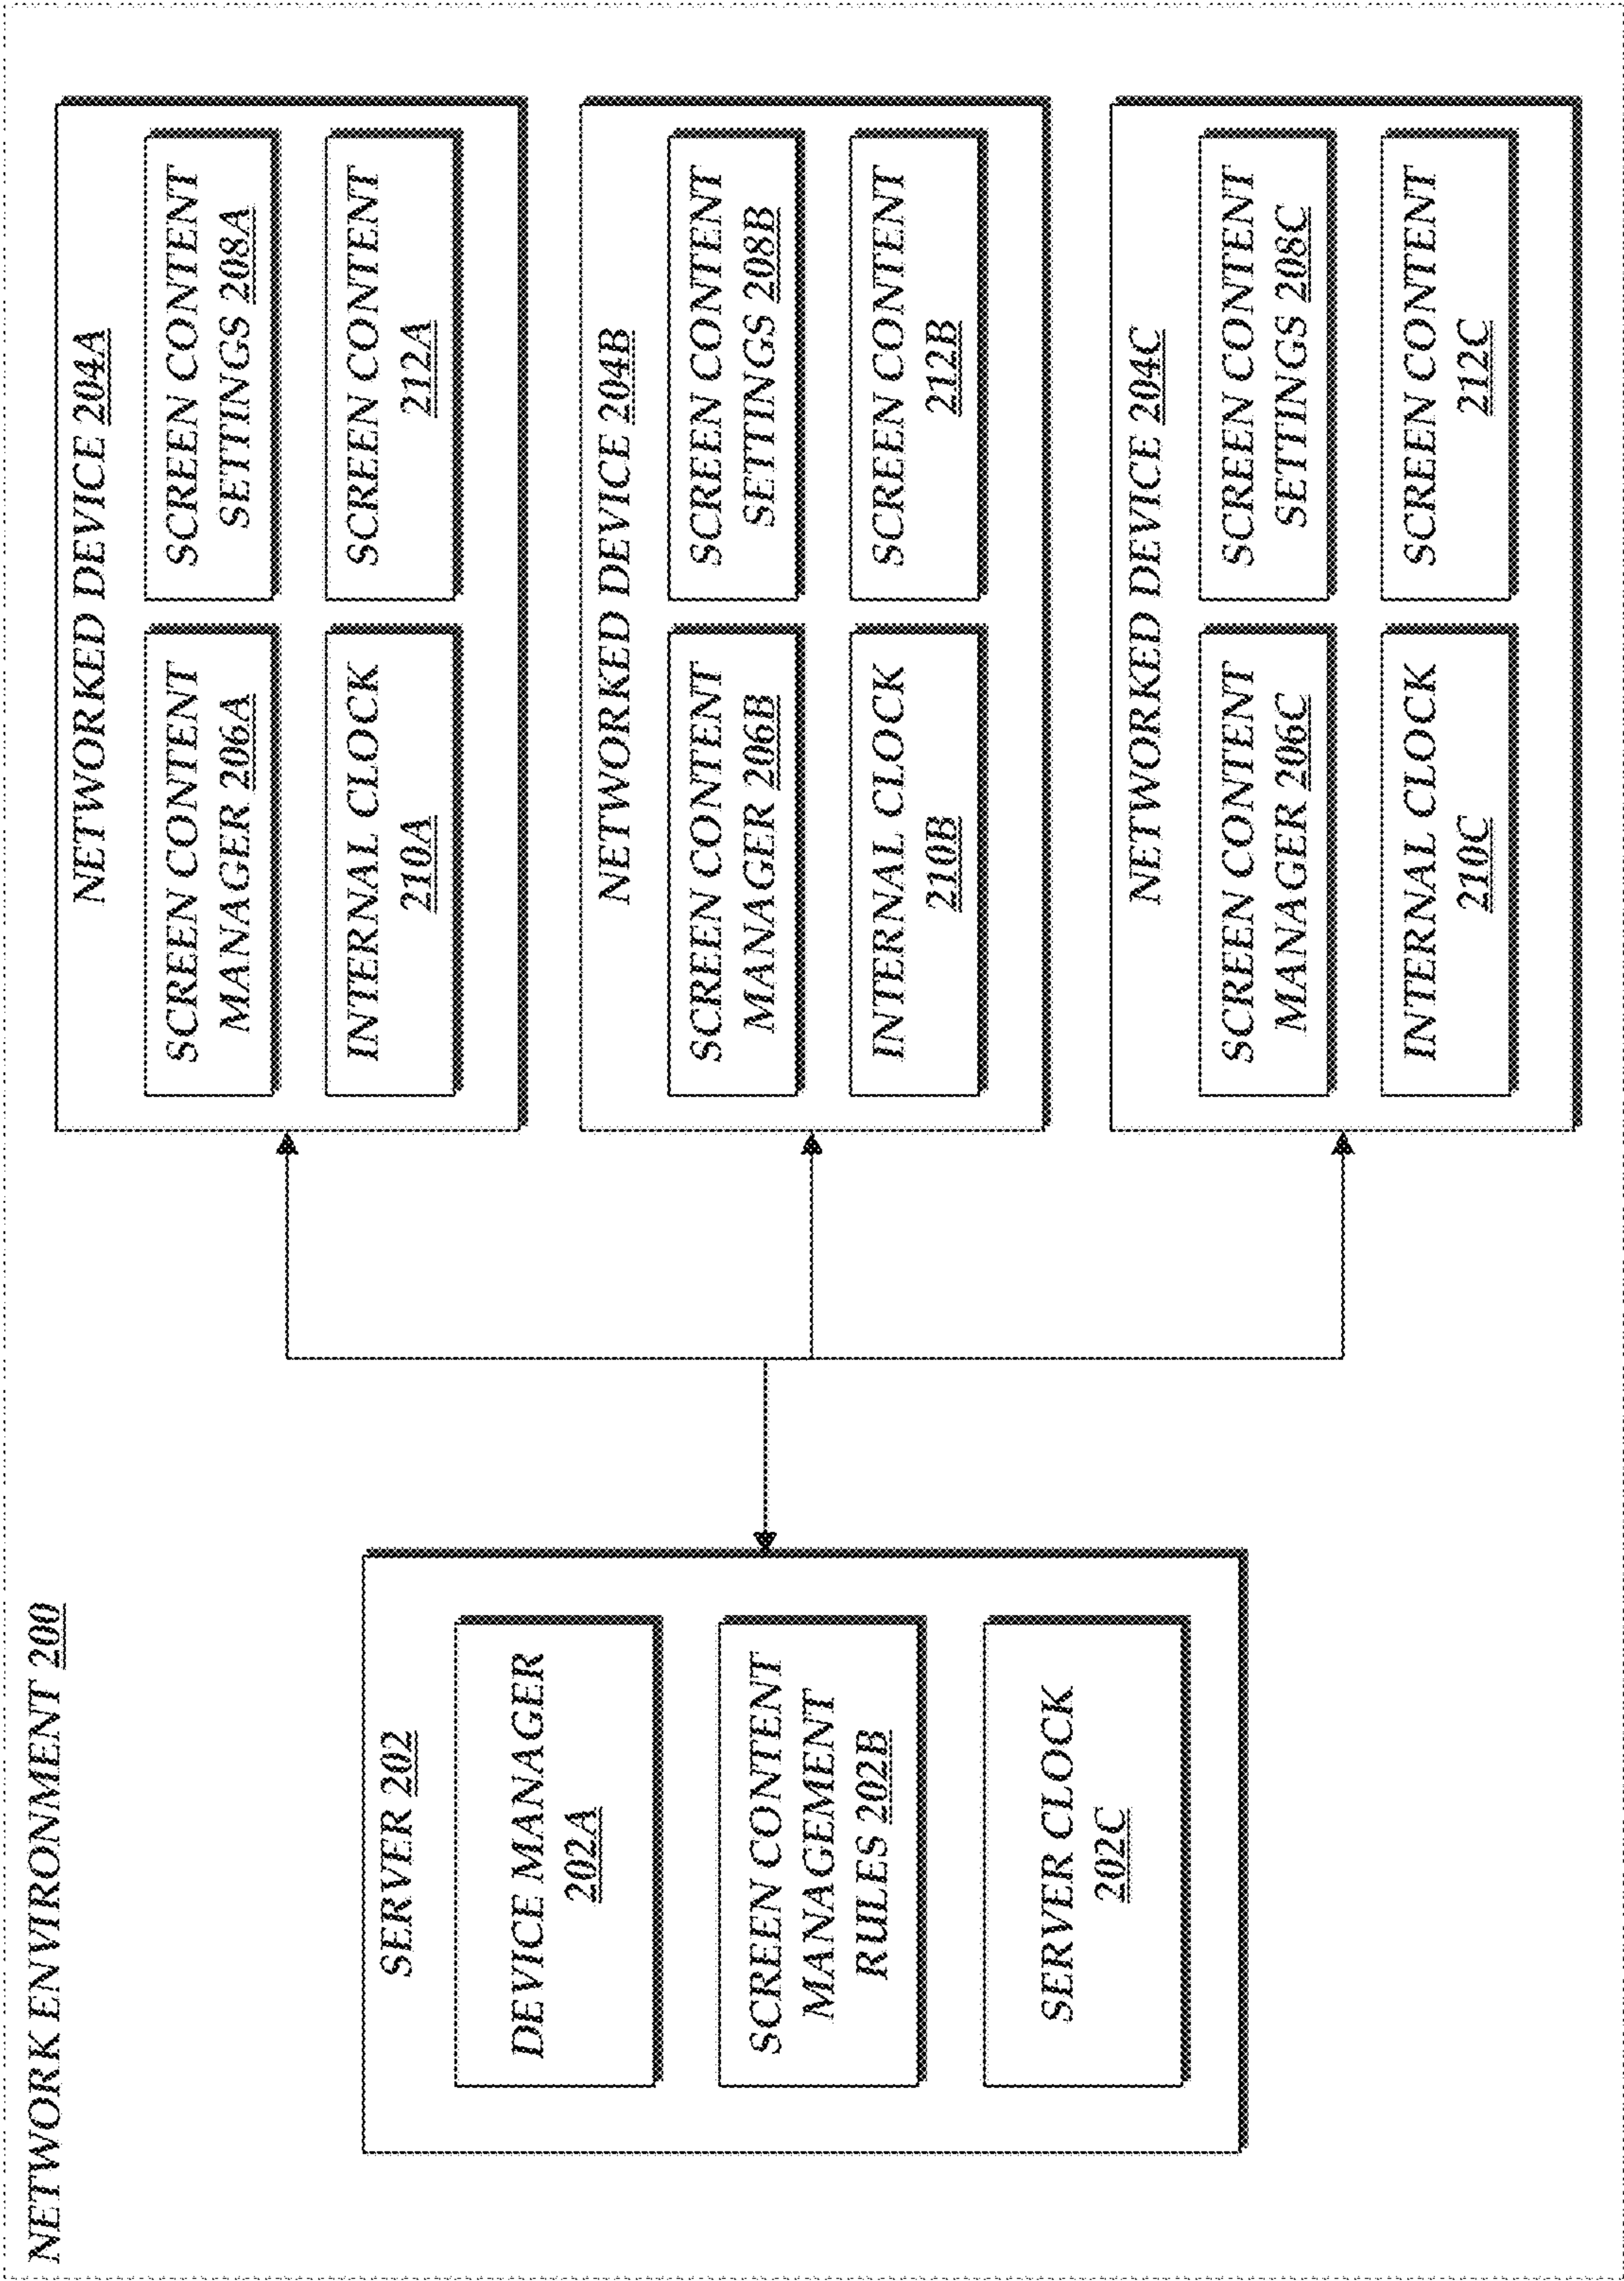 NETWORK ENVIRONMENT 200
SERVER 202
DEVICE MANAGER
202A
SCREEN CONTENT
MANAGEMENT
RULES 202B
SERVER CLOCK
202C
NETWORKED DEVICE 204A
SCREEN CONTENT
MANAGER 206A
SCREEN CONTENT
SETTINGS 208A
INTERNAL CLOCK
210A
SCREEN CONTENT
212A
NETWORKED DEVICE 204B
SCREEN CONTENT
MANAGER 206B
SCREEN CONTENT
SETTINGS 208B
INTERNAL CLOCK
210B
SCREEN CONTENT
212B
NETWORKED DEVICE 204C
SCREEN CONTENT
MANAGER 206C
SCREEN CONTENT
SETTINGS 208C
INTERNAL CLOCK
210C
SCREEN CONTENT
212C